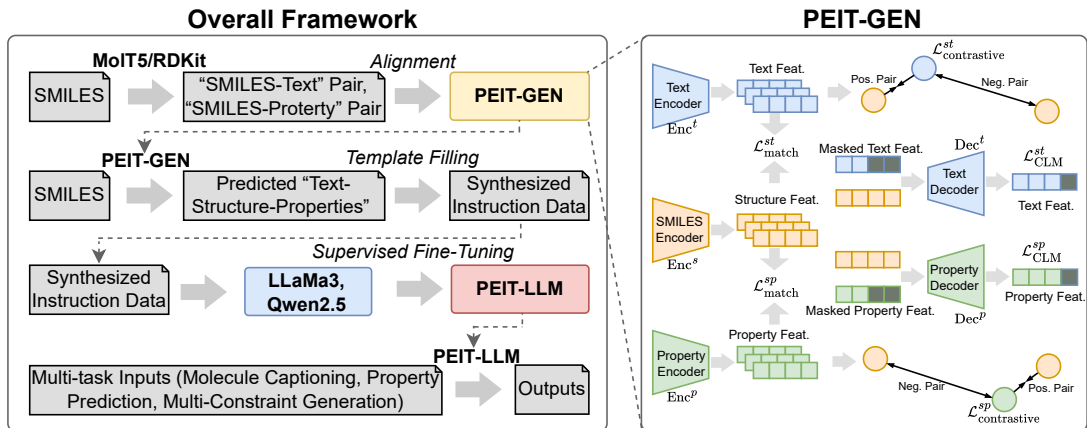 Overall Framework
MolT5/RDKit
Alignment
SMILES
“SMILES-Text” Pair,
“SMILES-Proterty” Pair
PEIT-GEN
PEIT-GEN
Template Filling
SMILES
Predicted “Text-
Structure-Properties”
Synthesized
Instruction Data
Supervised Fine-Tuning
Synthesized
Instruction Data
LLaMa3,
Qwen2.5
PEIT-LLM
PEIT-LLM
Multi-task Inputs (Molecule Captioning, Property
Prediction, Multi-Constraint Generation)
Outputs
PEIT-GEN
Text
Encoder
Enc^t
Text Feat.
Pos. Pair
L^st_contrastive
Neg. Pair
L^st_match
Masked Text Feat.
Dec^t
Text
Decoder
L^st_CLM
Text Feat.
SMILES
Encoder
Enc^s
Structure Feat.
L^sp_match
Masked Property Feat.
Property
Decoder
Dec^p
L^sp_CLM
Property Feat.
Property
Encoder
Enc^p
Property Feat.
Neg. Pair
Pos. Pair
L^sp_contrastive